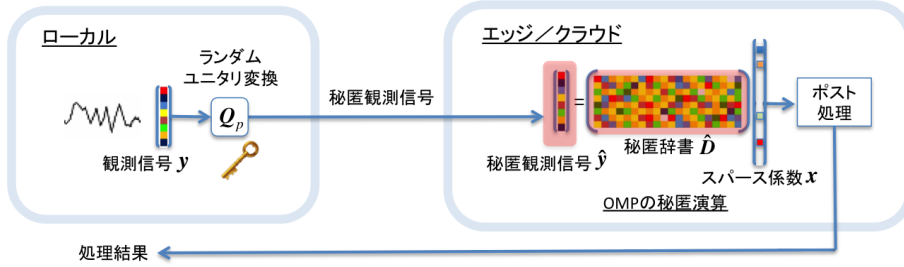 ローカル
ランダム
ユニタリ変換
Qp
観測信号 y
秘匿観測信号
エッジ／クラウド
=
秘匿観測信号 ŷ
秘匿辞書 D̂
スパース係数 x
OMPの秘匿演算
ポスト
処理
処理結果